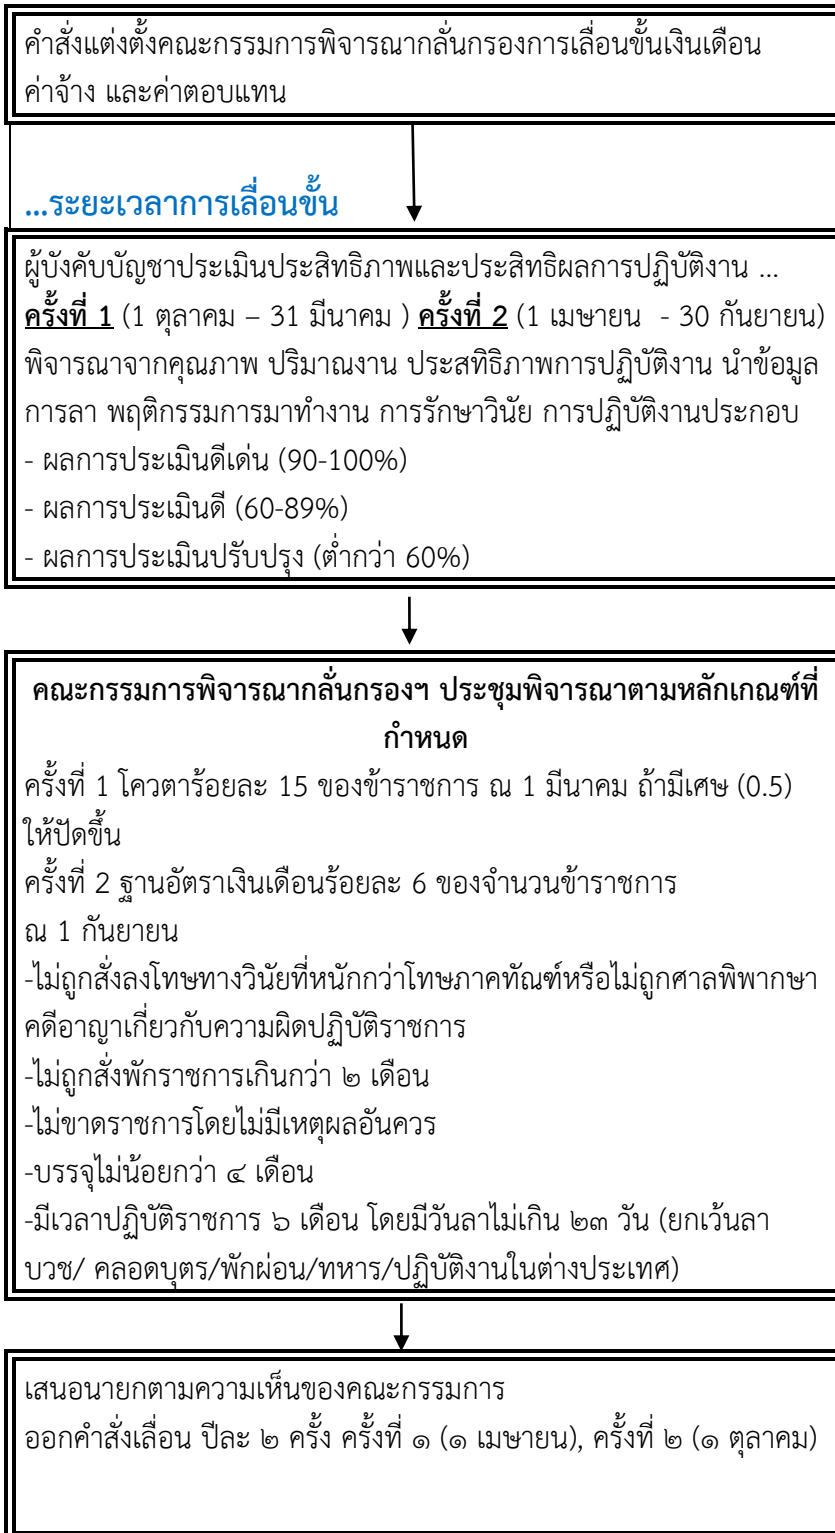 คำสั่งแต่งตั้งคณะกรรมการพิจารณากลั่นกรองการเลื่อนขั้นเงินเดือน
ค่าจ้าง และค่าตอบแทน
...ระยะเวลาการเลื่อนขั้น
ผู้บังคับบัญชาประเมินประสิทธิภาพและประสิทธิผลการปฏิบัติงาน ...
ครั้งที่ 1 (1 ตุลาคม – 31 มีนาคม ) ครั้งที่ 2 (1 เมษายน - 30 กันยายน)
พิจารณาจากคุณภาพ ปริมาณงาน ประสทิธิภาพการปฏิบัติงาน นำข้อมูล
การลา พฤติกรรมการมาทำงาน การรักษาวินัย การปฏิบัติงานประกอบ
- ผลการประเมินดีเด่น (90-100%)
- ผลการประเมินดี (60-89%)
- ผลการประเมินปรับปรุง (ต่ำกว่า 60%)
คณะกรรมการพิจารณากลั่นกรองฯ ประชุมพิจารณาตามหลักเกณฑ์ที่
กำหนด
ครั้งที่ 1 โควตาร้อยละ 15 ของข้าราชการ ณ 1 มีนาคม ถ้ามีเศษ (0.5)
ให้ปัดขึ้น
ครั้งที่ 2 ฐานอัตราเงินเดือนร้อยละ 6 ของจำนวนข้าราชการ
ณ 1 กันยายน
-ไม่ถูกสั่งลงโทษทางวินัยที่หนักกว่าโทษภาคทัณฑ์หรือไม่ถูกศาลพิพากษา
คดีอาญาเกี่ยวกับความผิดปฏิบัติราชการ
-ไม่ถูกสั่งพักราชการเกินกว่า ๒ เดือน
-ไม่ขาดราชการโดยไม่มีเหตุผลอันควร
-บรรจุไม่น้อยกว่า ๔ เดือน
-มีเวลาปฏิบัติราชการ ๖ เดือน โดยมีวันลาไม่เกิน ๒๓ วัน (ยกเว้นลา
บวช/ คลอดบุตร/พักผ่อน/ทหาร/ปฏิบัติงานในต่างประเทศ)
เสนอนายกตามความเห็นของคณะกรรมการ
ออกคำสั่งเลื่อน ปีละ ๒ ครั้ง ครั้งที่ ๑ (๑ เมษายน), ครั้งที่ ๒ (๑ ตุลาคม)